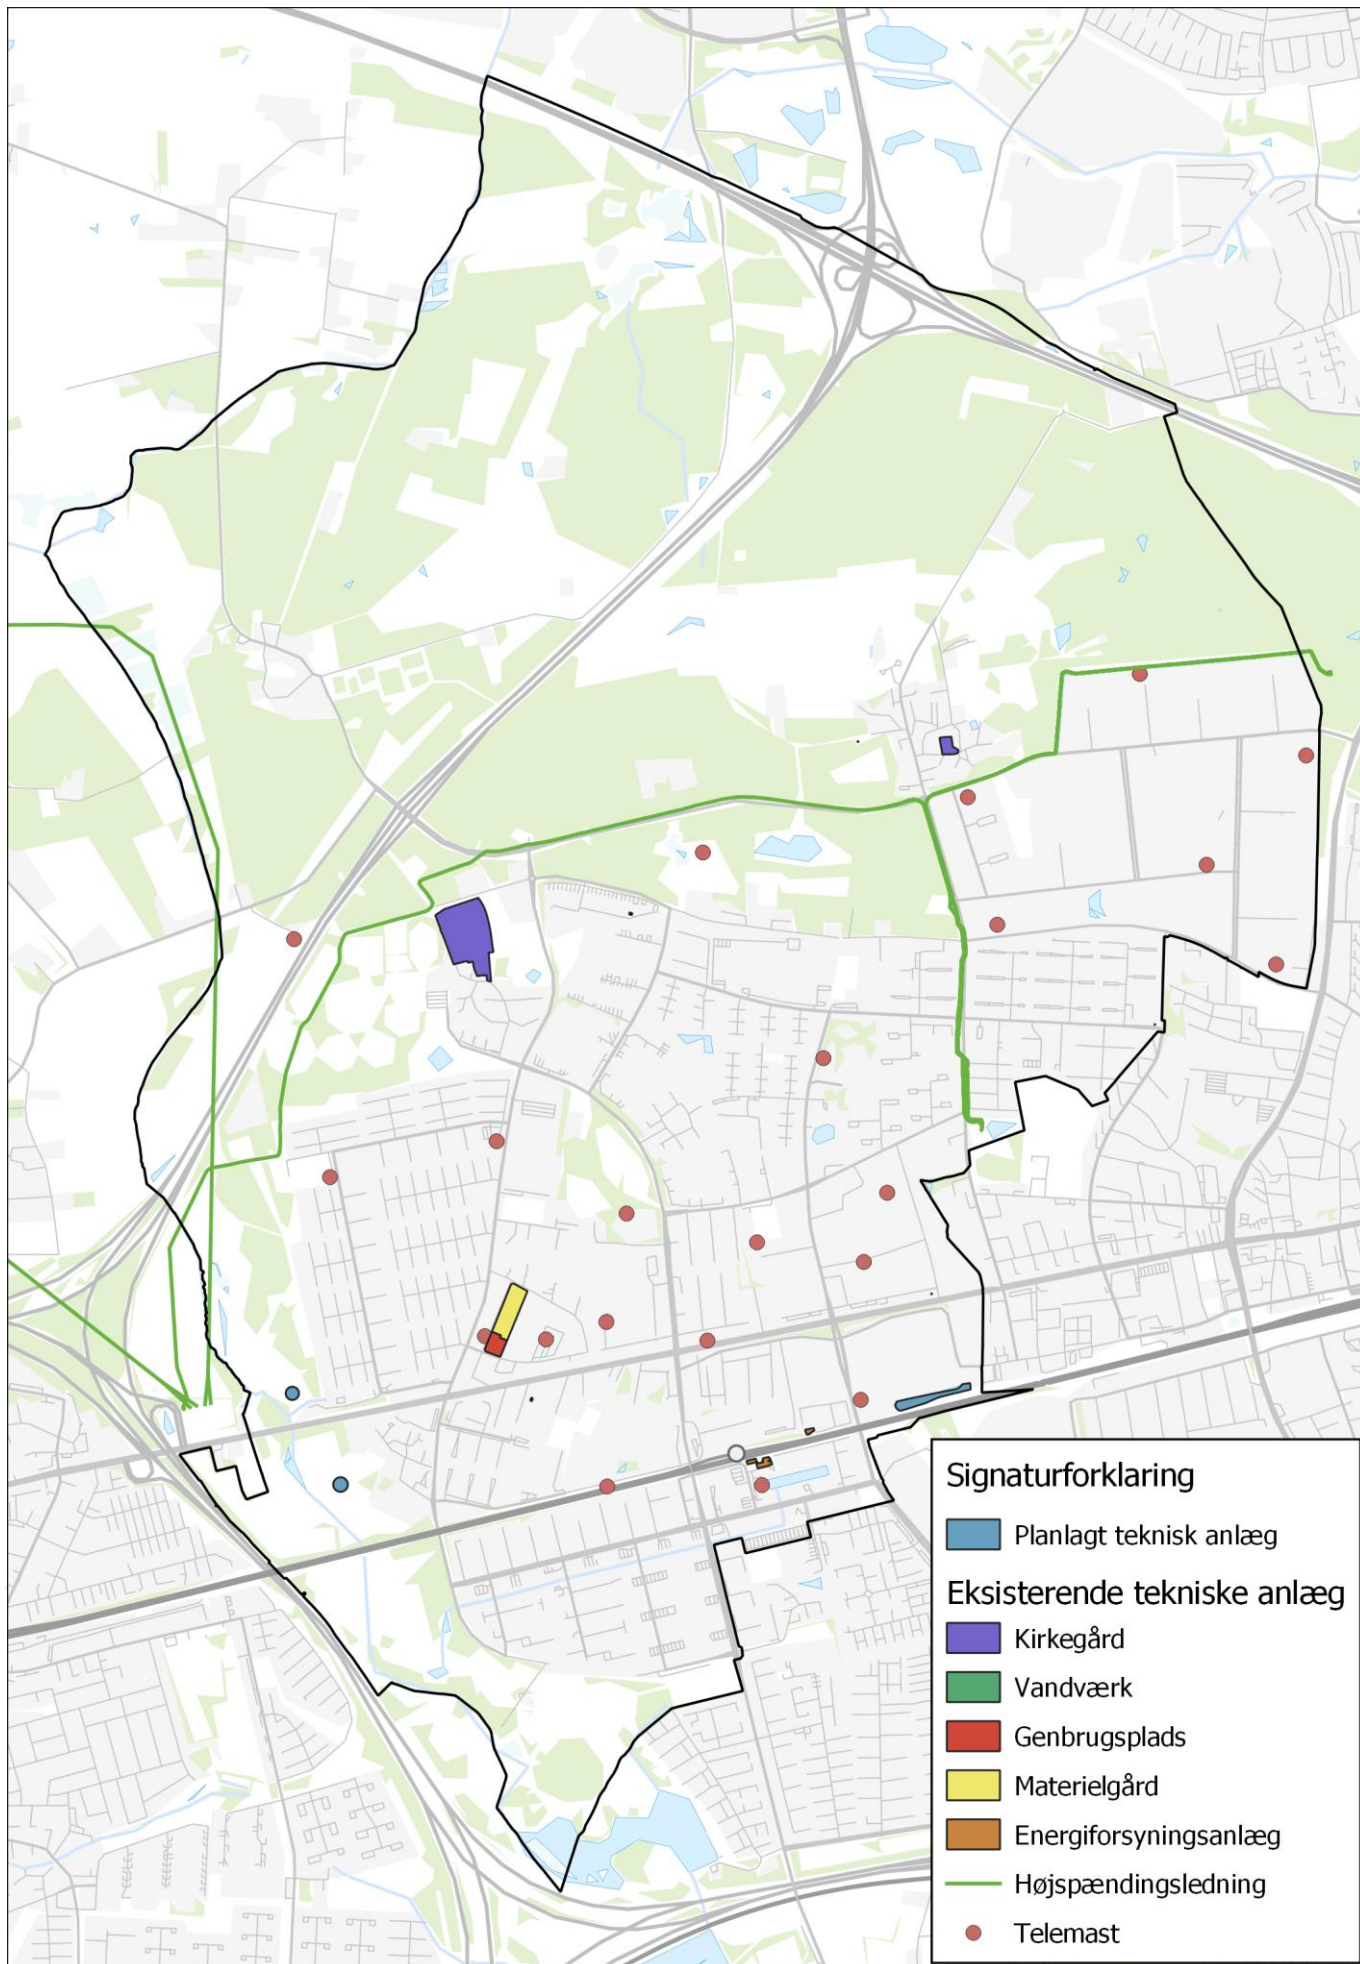 Signaturforklaring
Planlagt teknisk anlæg
Eksisterende tekniske anlæg
Kirkegård
Vandværk
Genbrugsplads
Materielgård
Energiforsyningsanlæg
Højspændingsledning
Telemast